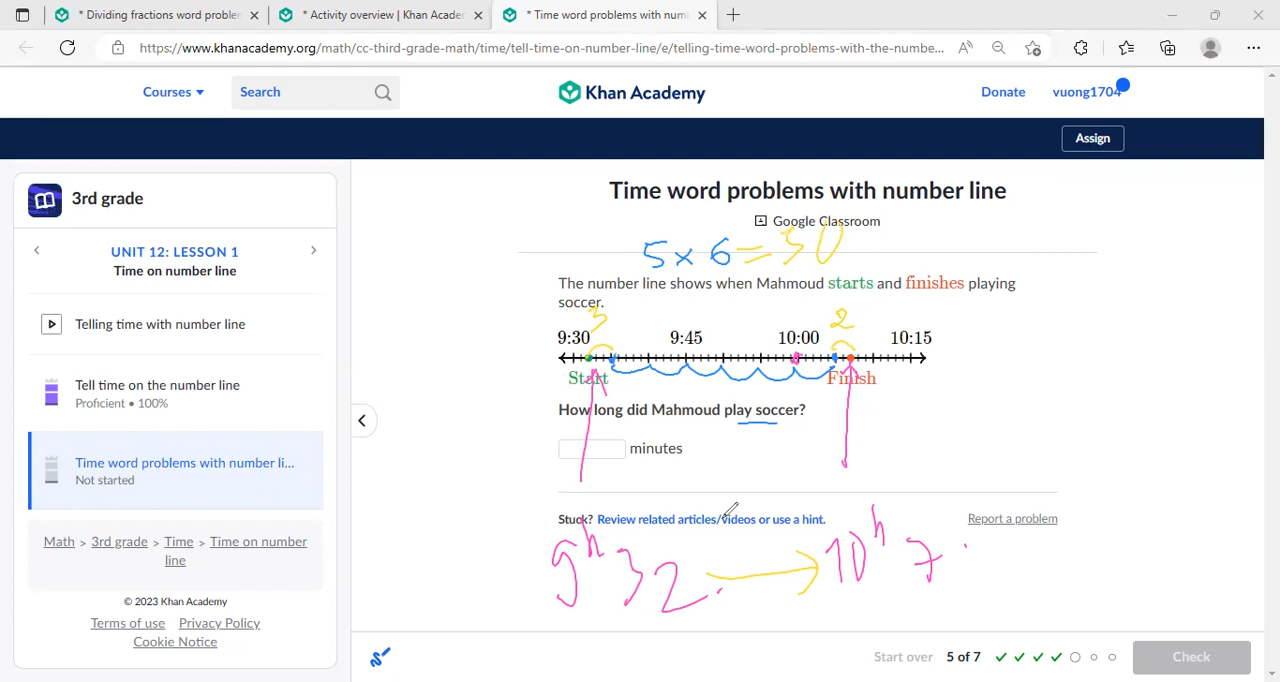 * Dividing fractions word problem
* Activity overview | Khan Acader
* Time word problems with numb
https://www.khanacademy.org/math/cc-third-grade-math/time/tell-time-on-number-line/e/telling-time-word-problems-with-the-numbe...
Courses
Search
Khan Academy
Donate
vuong1704
Assign
3rd grade
UNIT 12: LESSON 1
Time on number line
Telling time with number line
Tell time on the number line
Proficient • 100%
Time word problems with number li...
Not started
Math > 3rd grade > Time > Time on number
line
© 2023 Khan Academy
Terms of use Privacy Policy
Cookie Notice
Time word problems with number line
Google Classroom
5 × 6 = 30
The number line shows when Mahmoud starts and finishes playing
soccer.
3 2
9:30 9:45 10:00 10:15
Start Finish
How long did Mahmoud play soccer?
minutes
Stuck? Review related articles/videos or use a hint.
Report a problem
9h 32. 10h 7
Start over 5 of 7
Check